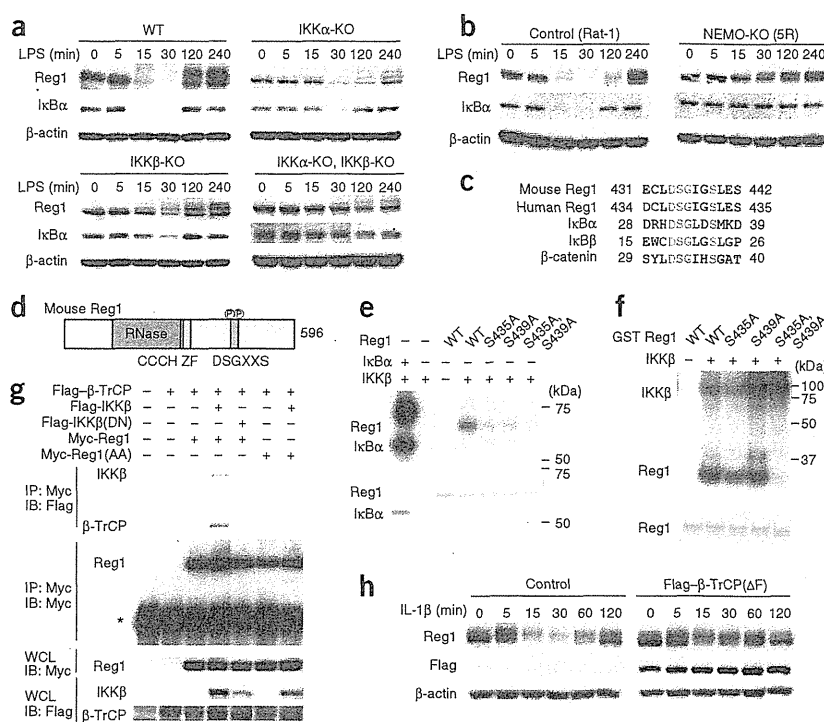 a
WT
IKKα-KO
LPS (min) 0 5 15 30 120 240 0 5 15 30 120 240
Reg1
IκBα
β-actin
IKKβ-KO
IKKα-KO, IKKβ-KO
LPS (min) 0 5 15 30 120 240 0 5 15 30 120 240
Reg1
IκBα
β-actin
b
Control (Rat-1)
NEMO-KO (5R)
LPS (min) 0 5 15 30 120 240 0 5 15 30 120 240
Reg1
IκBα
β-actin
c
Mouse Reg1 431 ECLDSGIGSLES 442
Human Reg1 434 DCLDSGIGSLES 435
IκBα 28 DRHDSGLDSMKD 39
IκBβ 15 EWCDSGLGSLGP 26
β-catenin 29 SYLDSGIHSGAT 40
d
Mouse Reg1
(P)(P)
RNase
596
CCCH ZF DSGXXS
e
Reg1 – – WT WT S435A S439A S435A, S439A
IκBα + –
IKKβ + + – + + + +
(kDa)
75
Reg1
IκBα
50
75
Reg1
IκBα
50
f
GST Reg1 WT WT S435A S439A S435A, S439A
IKKβ – + + + +
(kDa)
IKKβ
100
75
50
37
Reg1
Reg1
g
Flag–β-TrCP – + + + + + +
Flag-IKKβ – – – + – – +
Flag-IKKβ(DN) – – – – + – –
Myc-Reg1 – – + + + – –
Myc-Reg1(AA) – – – – – + +
IP: Myc
IB: Flag
IKKβ
β-TrCP
IP: Myc
IB: Myc
Reg1
*
WCL
IB: Myc
Reg1
WCL
IB: Flag
IKKβ
β-TrCP
h
Control
Flag–β-TrCP(ΔF)
IL-1β (min) 0 5 15 30 60 120 0 5 15 30 60 120
Reg1
Flag
β-actin